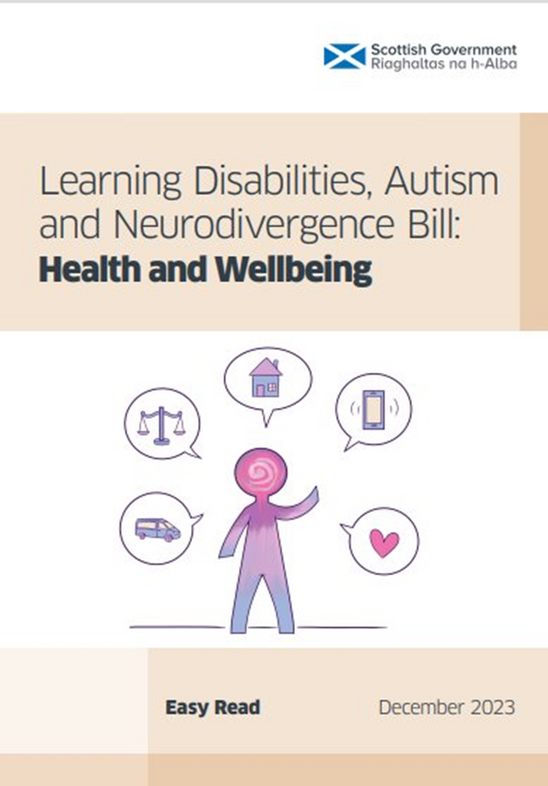 Scottish Government
Riaghaltas na h-Alba
Learning Disabilities, Autism
and Neurodivergence Bill:
Health and Wellbeing
Easy Read
December 2023